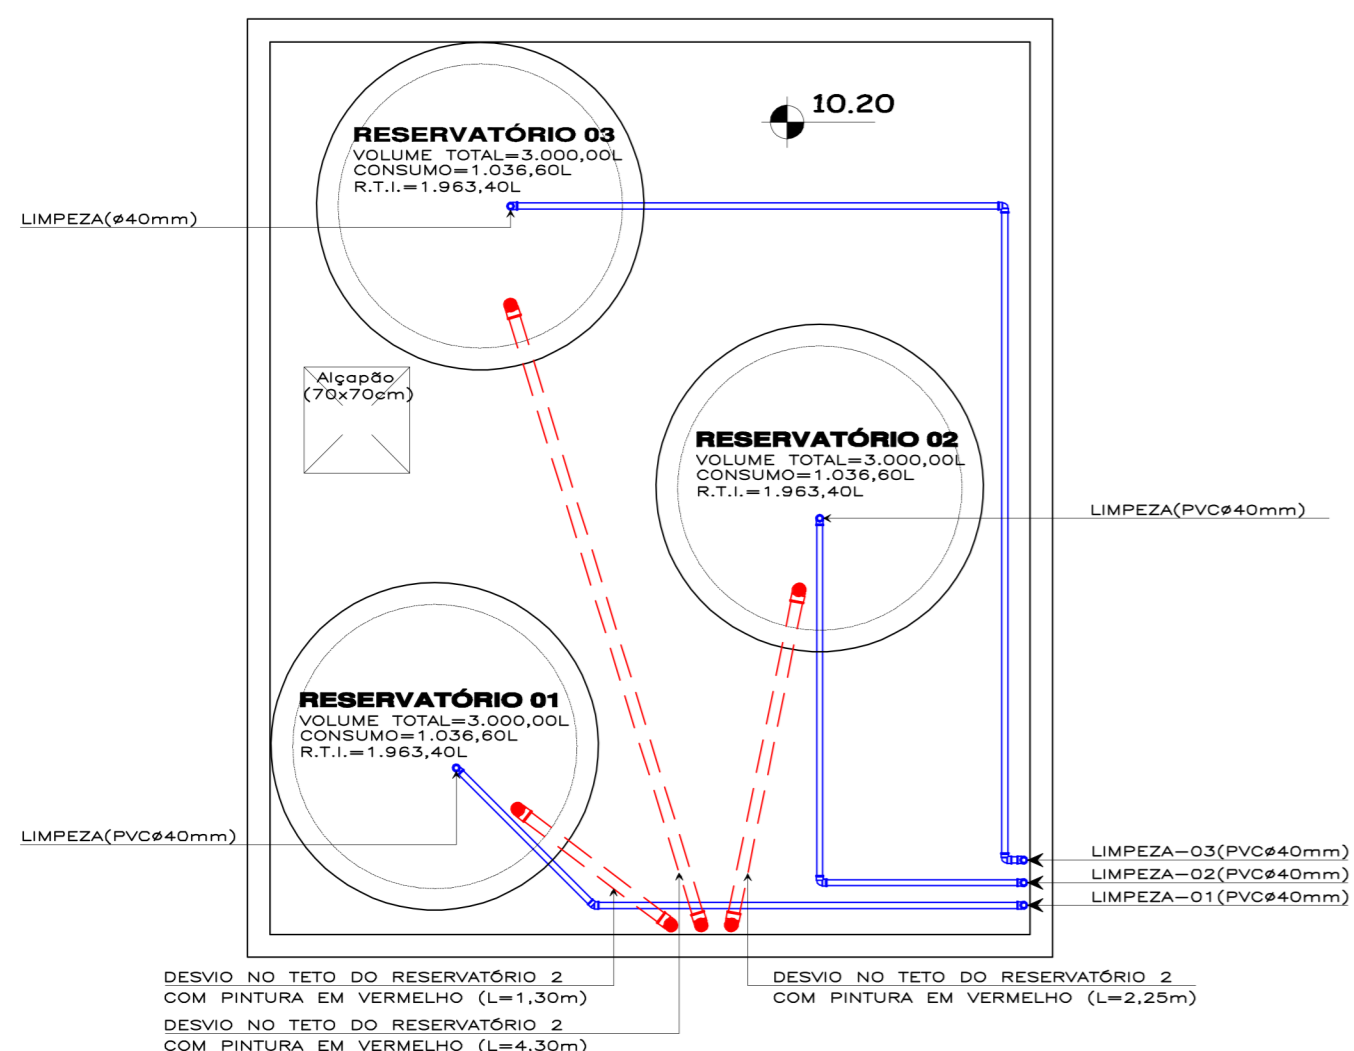 10.20
RESERVATÓRIO 03
VOLUME TOTAL=3.000,00L
CONSUMO=1.036,60L
R.T.I.=1.963,40L
LIMPEZA(ø40mm)
Alçapão
(70x70cm)
RESERVATÓRIO 02
VOLUME TOTAL=3.000,00L
CONSUMO=1.036,60L
R.T.I.=1.963,40L
LIMPEZA(PVCø40mm)
RESERVATÓRIO 01
VOLUME TOTAL=3.000,00L
CONSUMO=1.036,60L
R.T.I.=1.963,40L
LIMPEZA(PVCø40mm)
LIMPEZA-03(PVCø40mm)
LIMPEZA-02(PVCø40mm)
LIMPEZA-01(PVCø40mm)
DESVIO NO TETO DO RESERVATÓRIO 2
COM PINTURA EM VERMELHO (L=1,30m)
DESVIO NO TETO DO RESERVATÓRIO 2
COM PINTURA EM VERMELHO (L=2,25m)
DESVIO NO TETO DO RESERVATÓRIO 2
COM PINTURA EM VERMELHO (L=4,30m)